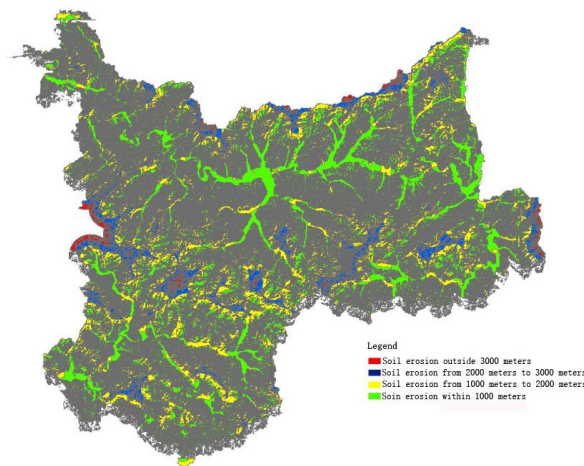 Legend
Soil erosion outside 3000 meters
Soil erosion from 2000 meters to 3000 meters
Soil erosion from 1000 meters to 2000 meters
Soin erosion within 1000 meters